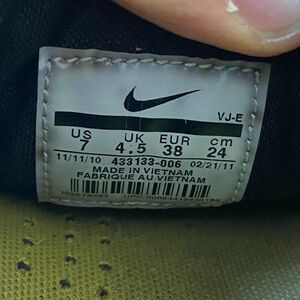 VJ-E
US UK EUR cm
7 4.5 38 24
11/11/10 433133-006 02/21/11
MADE IN VIETNAM
FABRIQUE AU VIETNAM